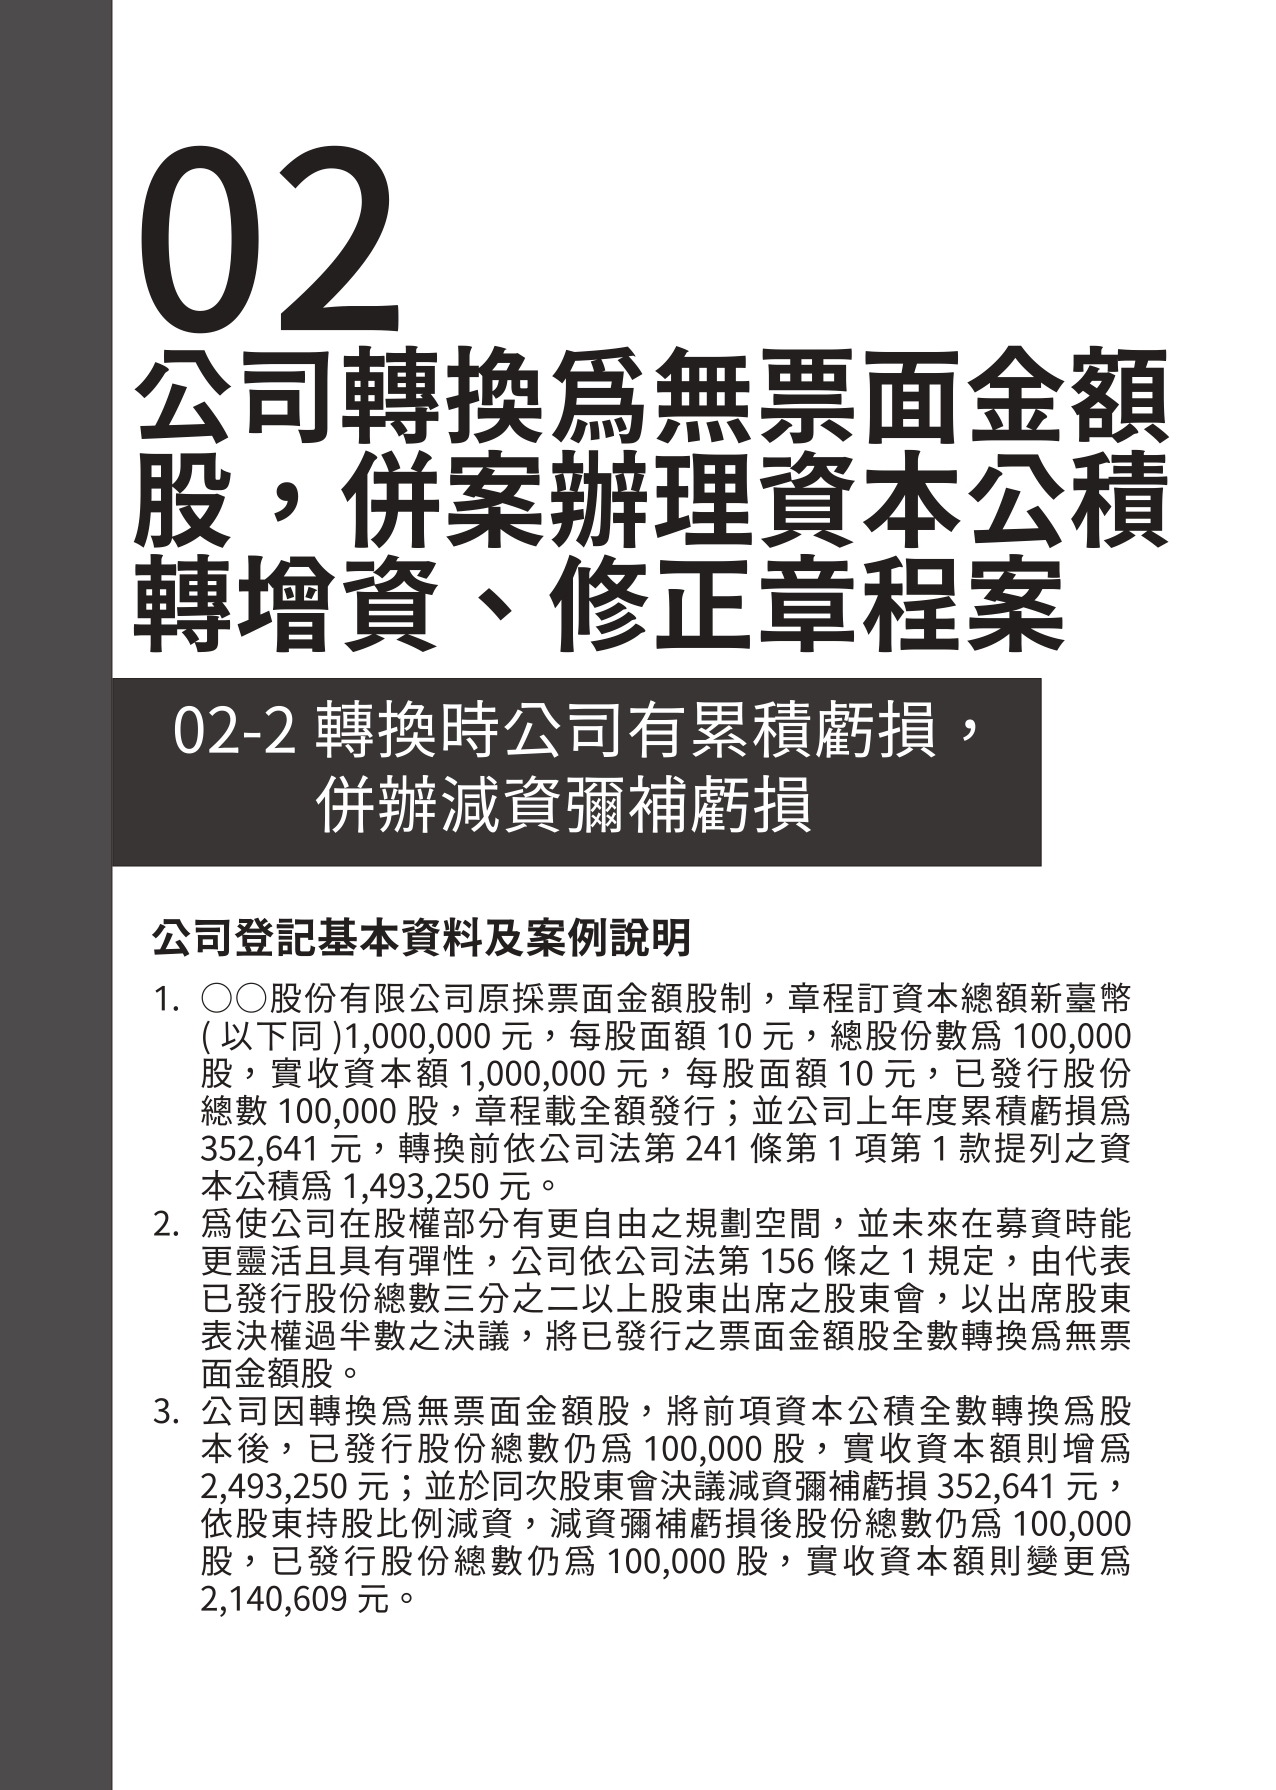 02
公司轉換爲無票面金額
股，併案辦理資本公積
轉增資、修正章程案
02-2 轉換時公司有累積虧損，
併辦減資彌補虧損
公司登記基本資料及案例說明
1. ○○股份有限公司原採票面金額股制，章程訂資本總額新臺幣
( 以下同 )1,000,000 元，每股面額 10 元，總股份數爲 100,000
股，實收資本額 1,000,000 元，每股面額 10 元，已發行股份
總數 100,000 股，章程載全額發行；並公司上年度累積虧損爲
352,641 元，轉換前依公司法第 241 條第 1 項第 1 款提列之資
本公積爲 1,493,250 元。
2. 爲使公司在股權部分有更自由之規劃空間，並未來在募資時能
更靈活且具有彈性，公司依公司法第 156 條之 1 規定，由代表
已發行股份總數三分之二以上股東出席之股東會，以出席股東
表決權過半數之決議，將已發行之票面金額股全數轉換爲無票
面金額股。
3. 公司因轉換爲無票面金額股，將前項資本公積全數轉換爲股
本後，已發行股份總數仍爲 100,000 股，實收資本額則增爲
2,493,250 元；並於同次股東會決議減資彌補虧損 352,641 元，
依股東持股比例減資，減資彌補虧損後股份總數仍爲 100,000
股，已發行股份總數仍爲 100,000 股，實收資本額則變更爲
2,140,609 元。